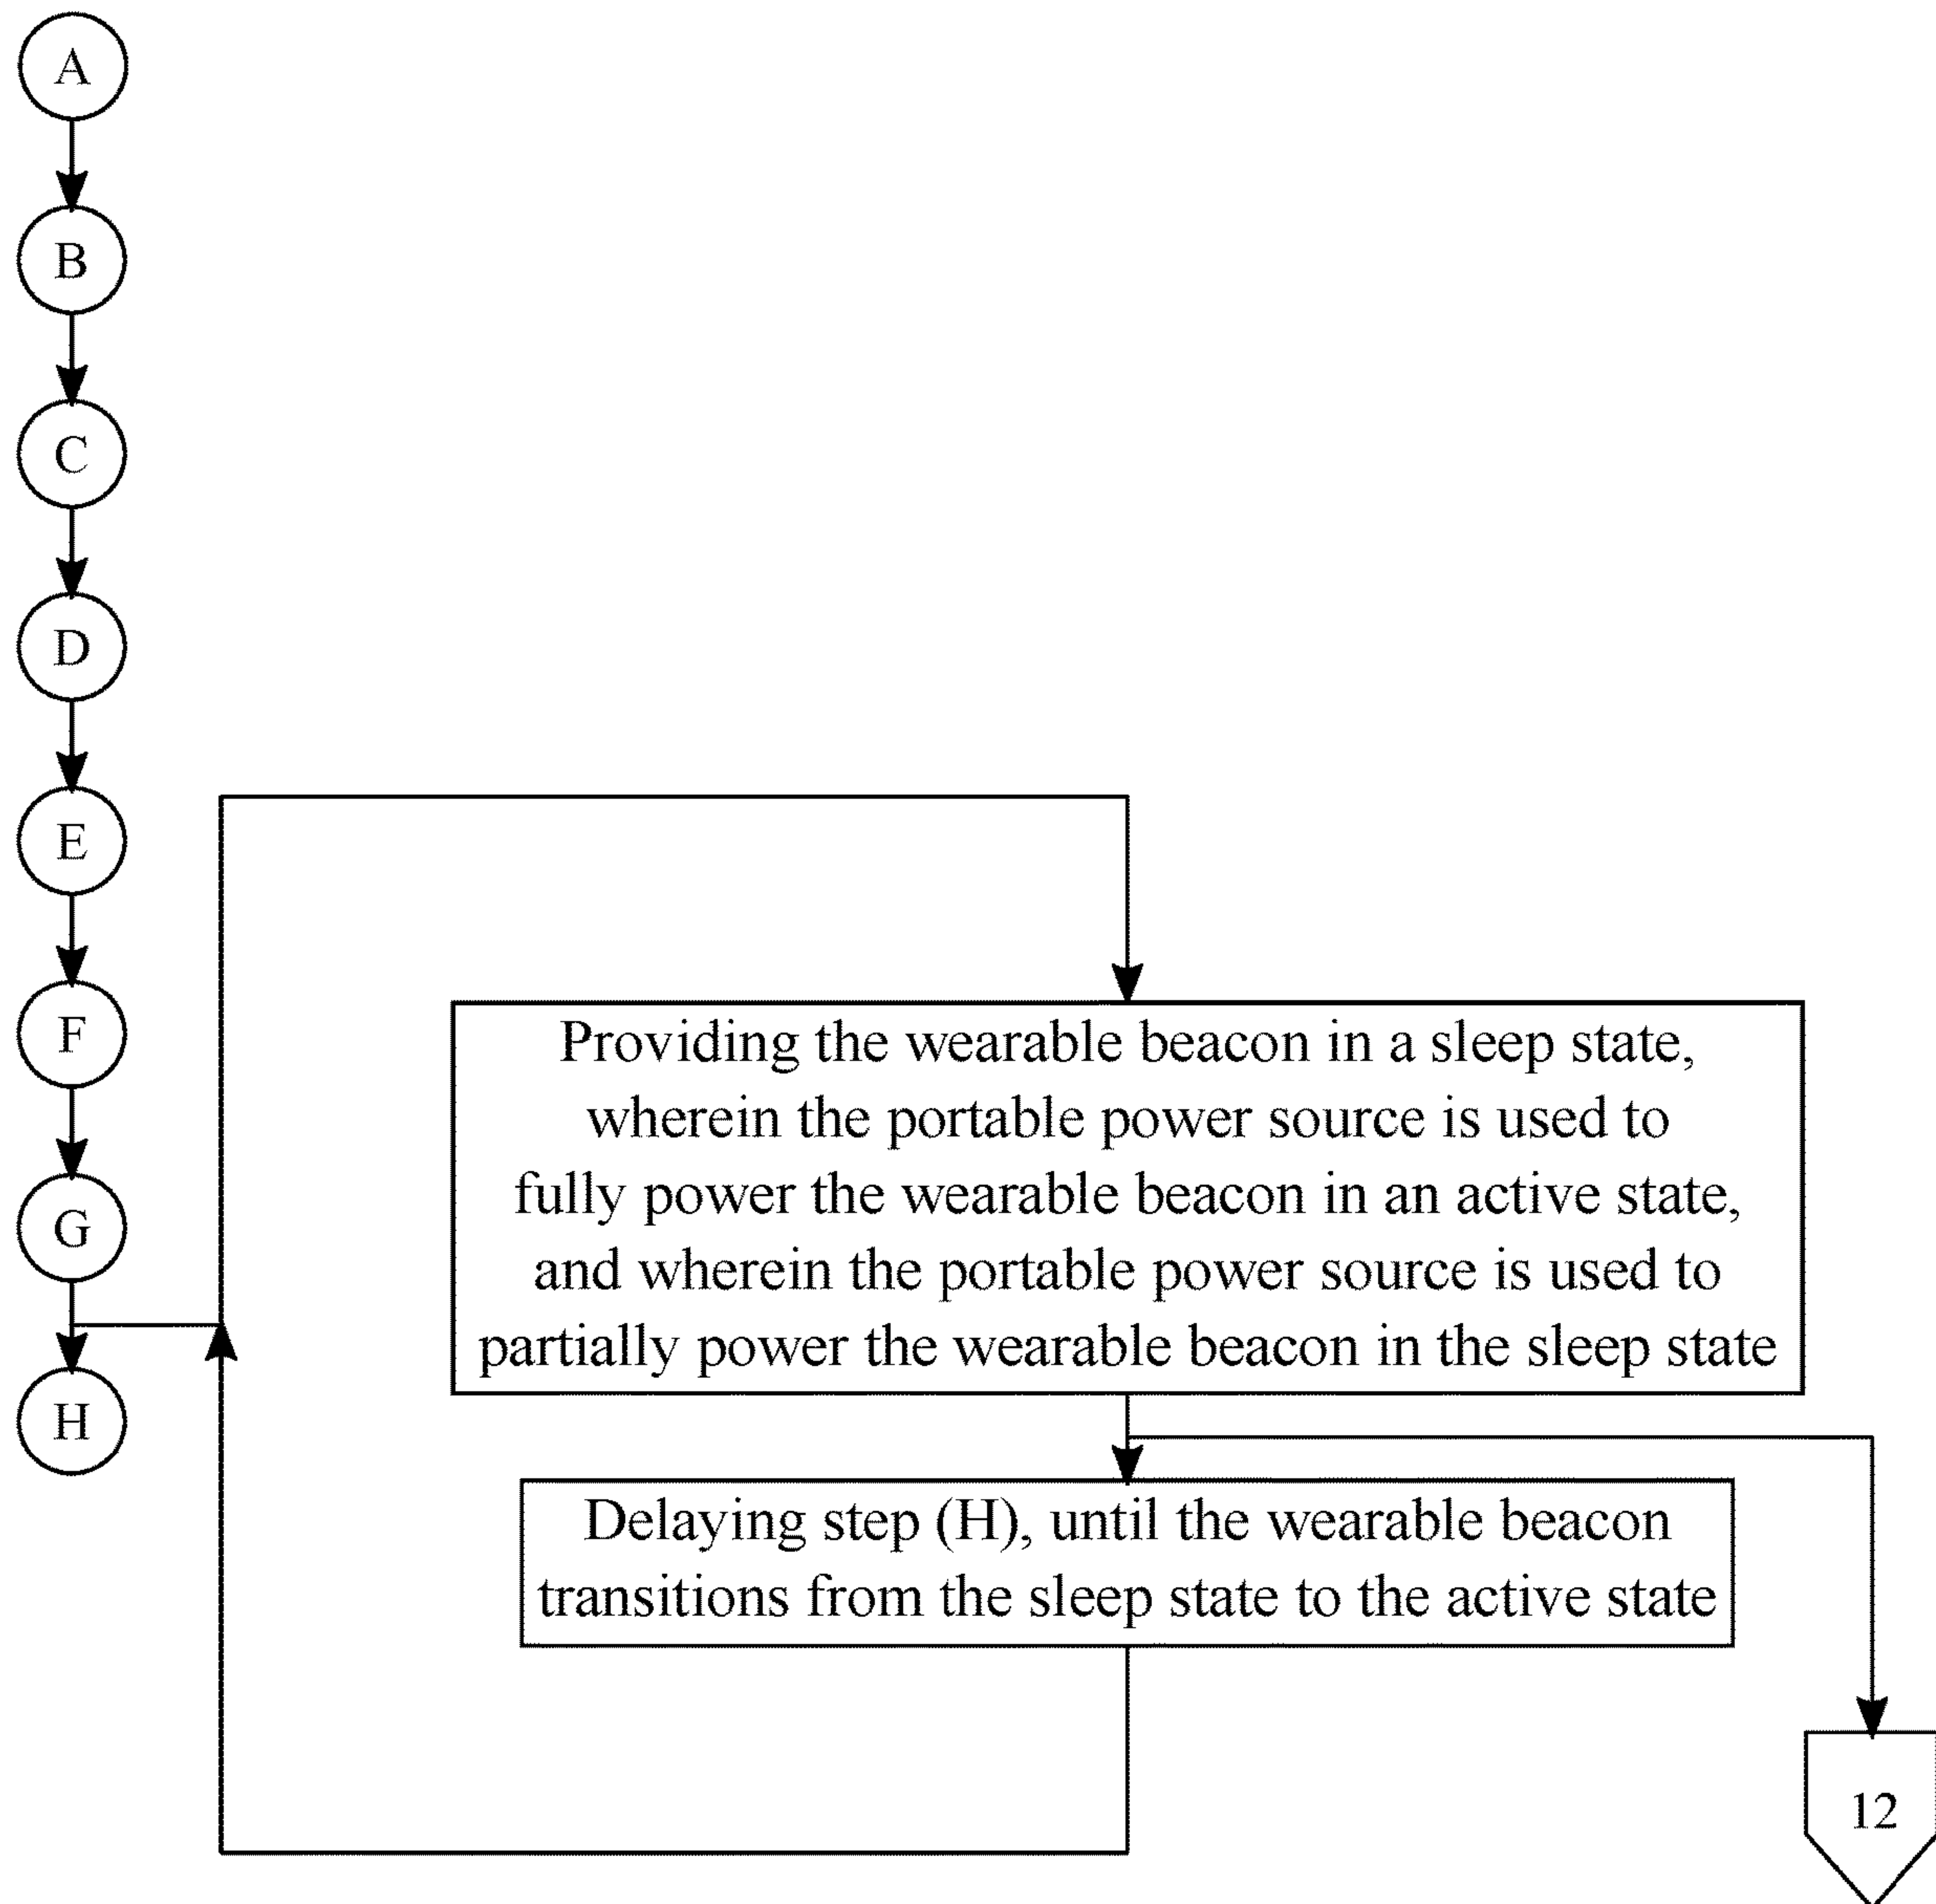 A
B
C
D
E
F
G
H
Providing the wearable beacon in a sleep state,
wherein the portable power source is used to
fully power the wearable beacon in an active state,
and wherein the portable power source is used to
partially power the wearable beacon in the sleep state
Delaying step (H), until the wearable beacon
transitions from the sleep state to the active state
12